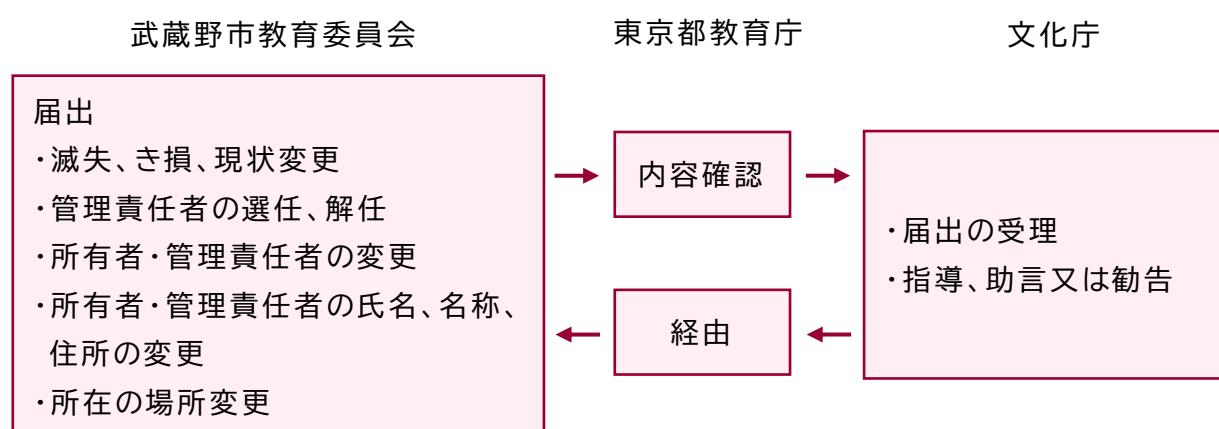 武蔵野市教育委員会
東京都教育庁
文化庁
届出
・滅失、き損、現状変更
・管理責任者の選任、解任
・所有者・管理責任者の変更
・所有者・管理責任者の氏名、名称、
住所の変更
・所在の場所変更
内容確認
経由
・届出の受理
・指導、助言又は勧告